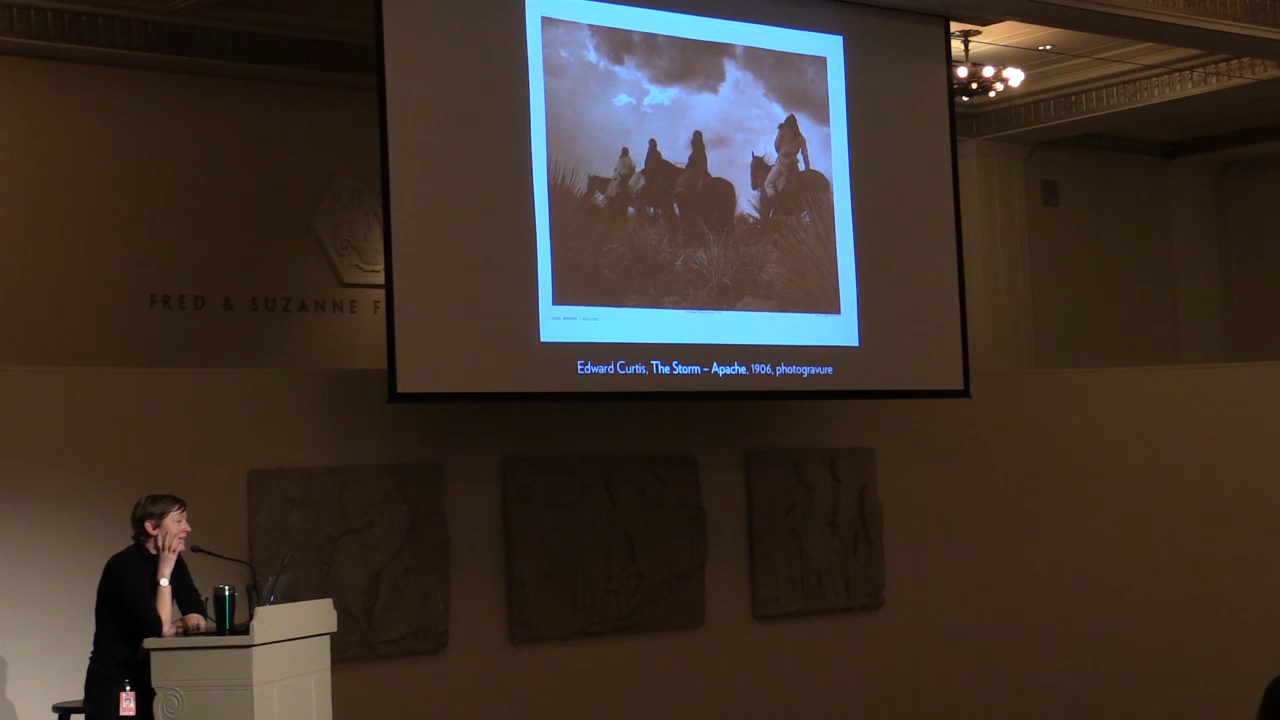 FRED & SUZANNE F
Edward Curtis, The Storm – Apache, 1906, photogravure